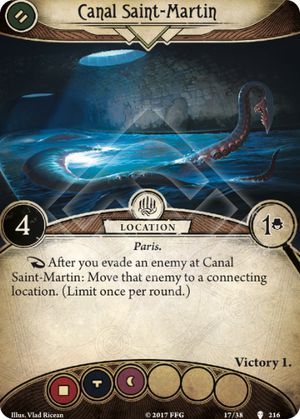 Canal Saint-Martin
4
LOCATION
1
Paris.
After you evade an enemy at Canal
Saint-Martin: Move that enemy to a connecting
location. (Limit once per round.)
Victory 1.
Illus. Vlad Ricean
© 2017 FFG
17/38
216